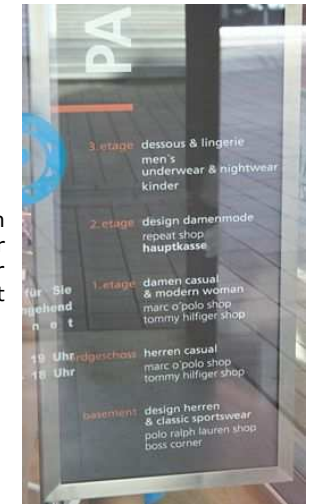 PA
3. etage dessous & lingerie
men´s
underwear & nightwear
kinder
2. etage design damenmode
repeat shop
hauptkasse
1. etage damen casual
& modern woman
marc o'polo shop
tommy hilfiger shop
für Sie
ngehend
n e t
19 Uhr
18 Uhr
rdgeschoss herren casual
marc o'polo shop
tommy hilfiger shop
basement design herren
& classic sportswear
polo ralph lauren shop
boss corner